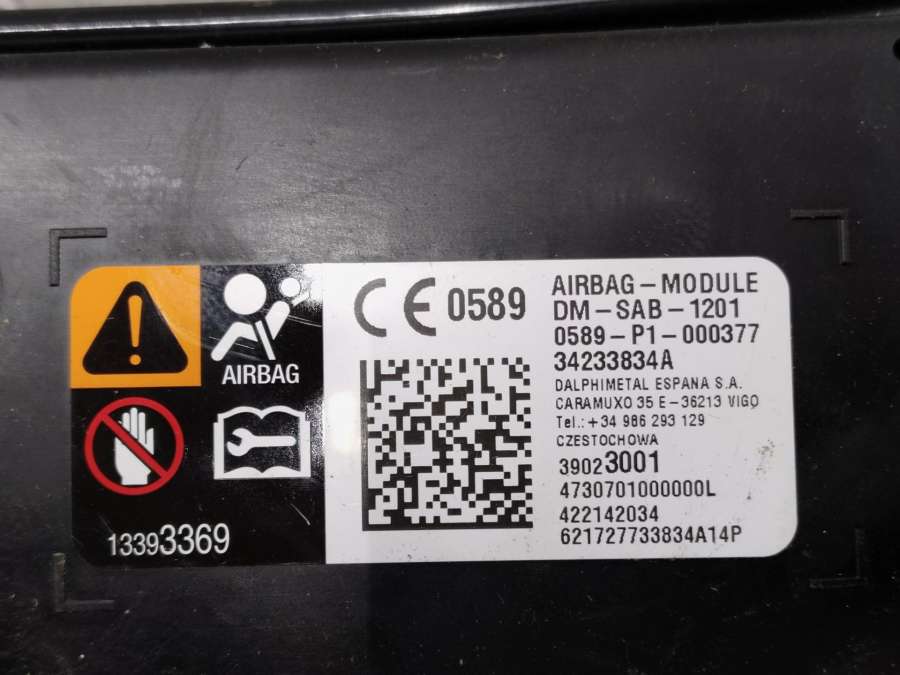 AIRBAG
13393369
CE 0589
AIRBAG-MODULE
DM-SAB-1201
0589-P1-000377
34233834A
DALPHIMETAL ESPANA S.A.
CARAMUXO 35 E-36213 VIGO
Tel.: +34 986 293 129
CZESTOCHOWA
39023001
4730701000000L
422142034
621727733834A14P